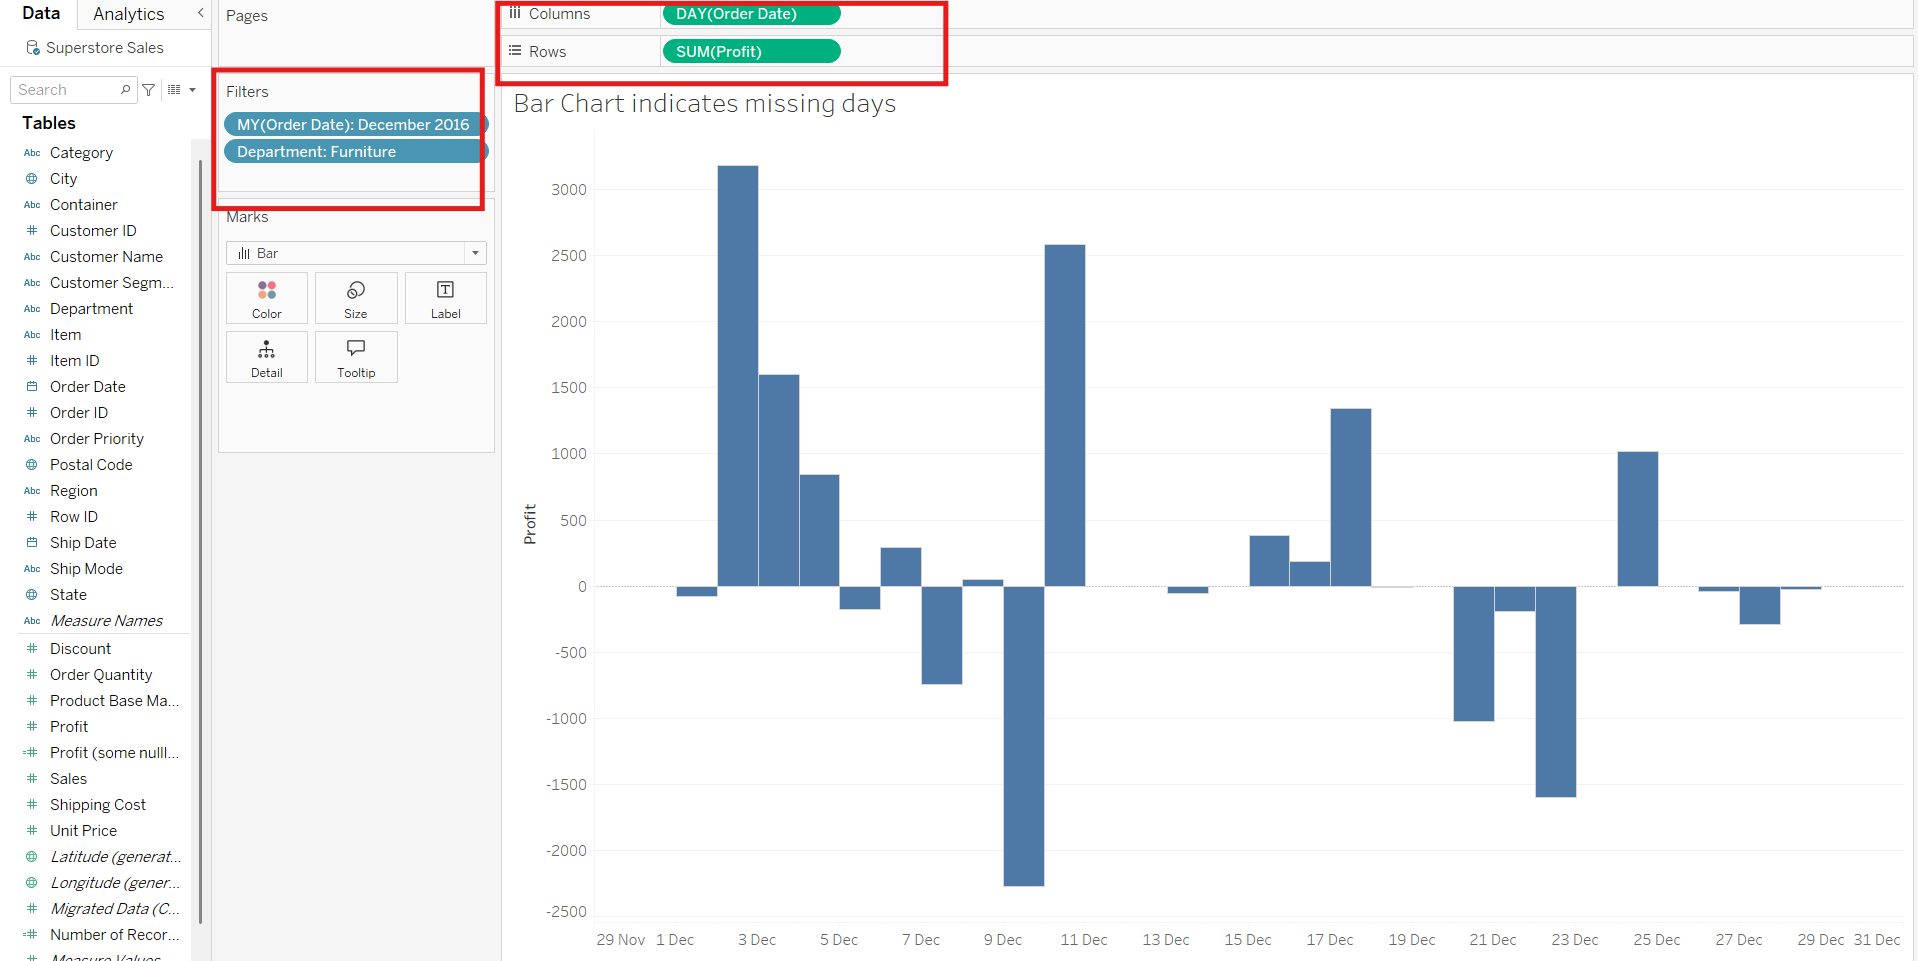 Data
Analytics
Superstore Sales
Search
Tables
Abc Category
City
Abc Container
# Customer ID
Abc Customer Name
Abc Customer Segm...
Abc Department
Abc Item
# Item ID
Order Date
# Order ID
Abc Order Priority
Postal Code
Abc Region
# Row ID
Ship Date
Abc Ship Mode
State
Abc Measure Names
# Discount
# Order Quantity
# Product Base Ma...
# Profit
=# Profit (some nulll...
# Sales
# Shipping Cost
# Unit Price
Latitude (generat...
Longitude (gener...
# Migrated Data (C...
=# Number of Recor...
# Measure Values
Pages
Filters
MY(Order Date): December 2016
Department: Furniture
Marks
Bar
Color
Size
T
Label
Detail
Tooltip
Columns
DAY(Order Date)
Rows
SUM(Profit)
Bar Chart indicates missing days
Profit
3000
2500
2000
1500
1000
500
0
-500
-1000
-1500
-2000
-2500
29 Nov 1 Dec 3 Dec 5 Dec 7 Dec 9 Dec 11 Dec 13 Dec 15 Dec 17 Dec 19 Dec 21 Dec 23 Dec 25 Dec 27 Dec 29 Dec 31 Dec